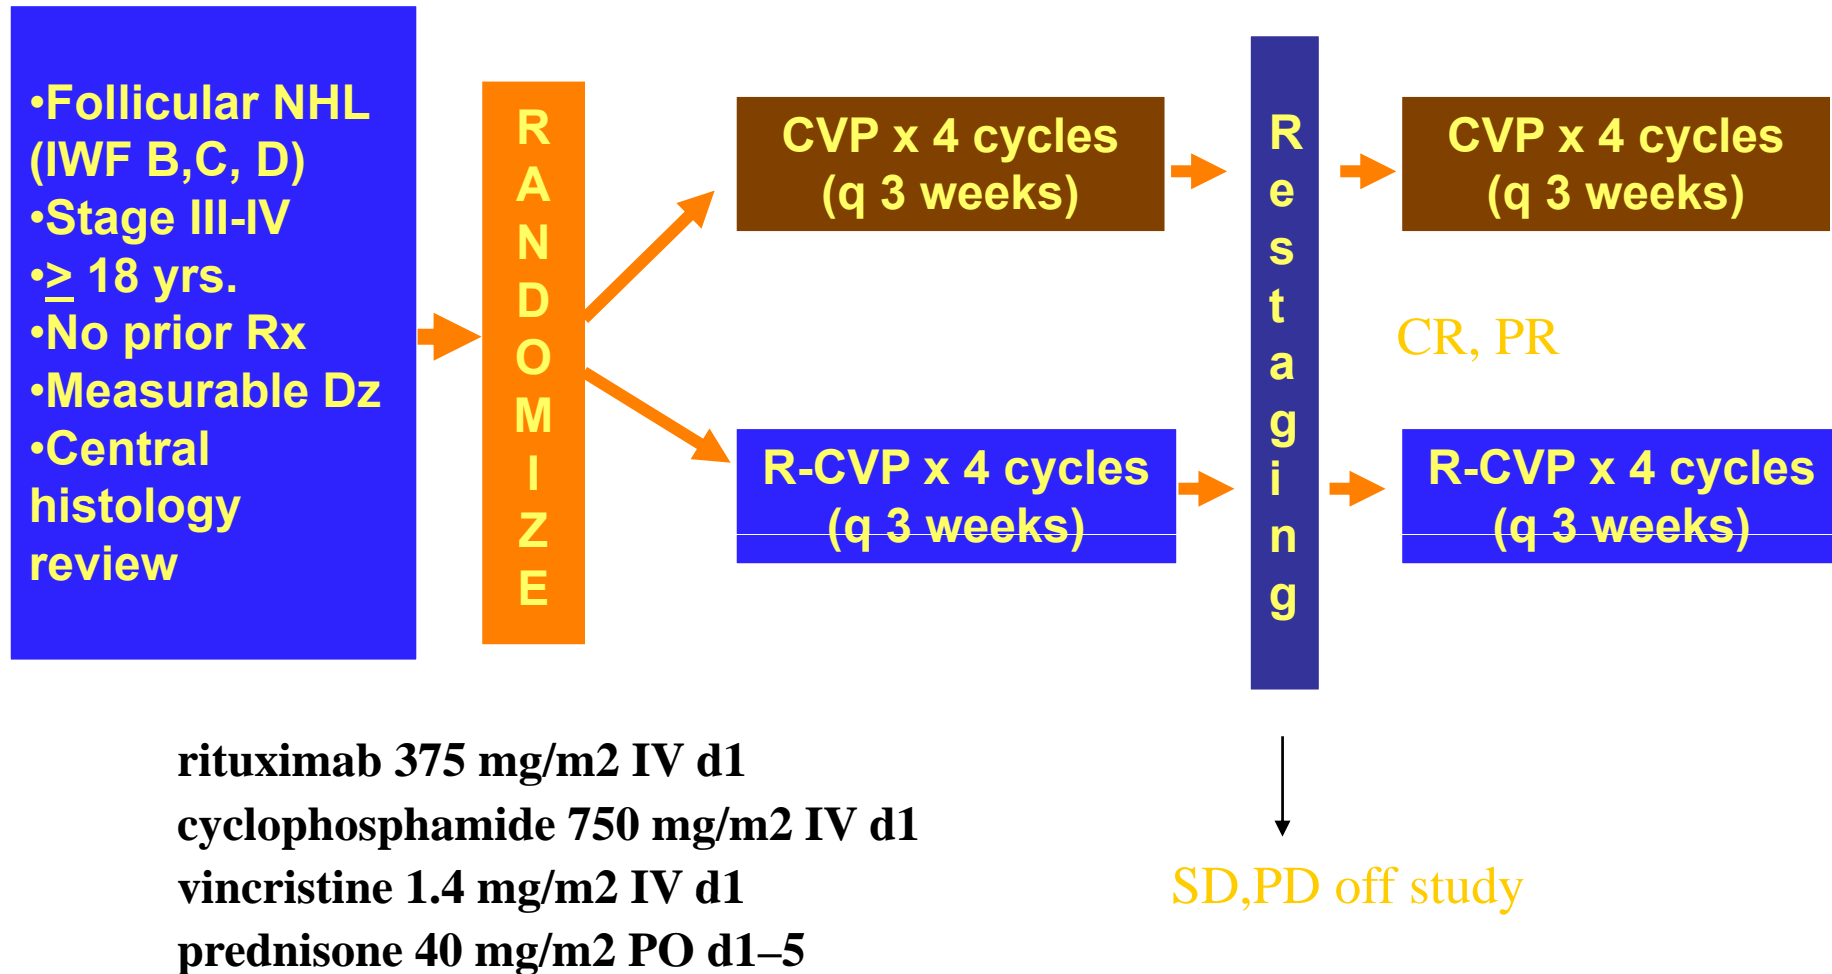 •Follicular NHL
(IWF B,C, D)
•Stage III-IV
•≥ 18 yrs.
•No prior Rx
•Measurable Dz
•Central
histology
review
RANDOMIZE
CVP x 4 cycles
(q 3 weeks)
R-CVP x 4 cycles
(q 3 weeks)
Restaging
CVP x 4 cycles
(q 3 weeks)
CR, PR
R-CVP x 4 cycles
(q 3 weeks)
SD,PD off study
rituximab 375 mg/m2 IV d1
cyclophosphamide 750 mg/m2 IV d1
vincristine 1.4 mg/m2 IV d1
prednisone 40 mg/m2 PO d1–5